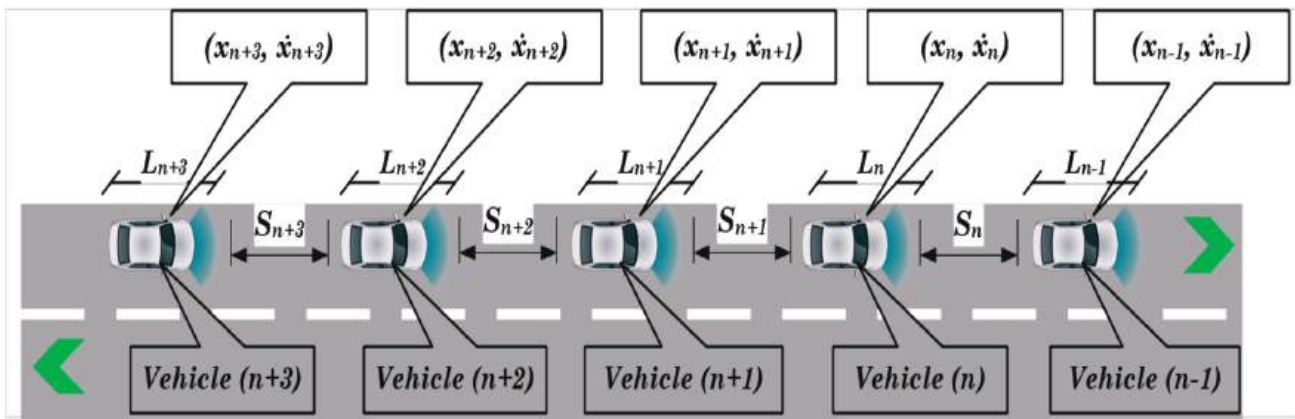 (xₙ₊₃, ẋₙ₊₃) (xₙ₊₂, ẋₙ₊₂) (xₙ₊₁, ẋₙ₊₁) (xₙ, ẋₙ) (xₙ₋₁, ẋₙ₋₁)
Lₙ₊₃ Lₙ₊₂ Lₙ₊₁ Lₙ Lₙ₋₁
Sₙ₊₃ Sₙ₊₂ Sₙ₊₁ Sₙ
Vehicle (n+3) Vehicle (n+2) Vehicle (n+1) Vehicle (n) Vehicle (n-1)